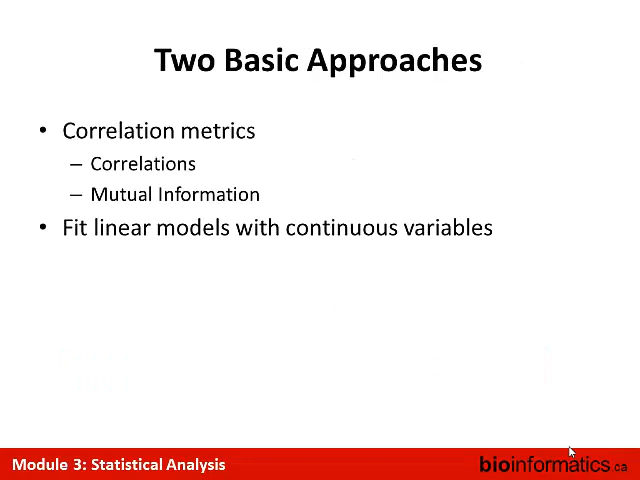 Two Basic Approaches
• Correlation metrics
– Correlations
– Mutual Information
• Fit linear models with continuous variables
Module 3: Statistical Analysis
bioinformatics.ca